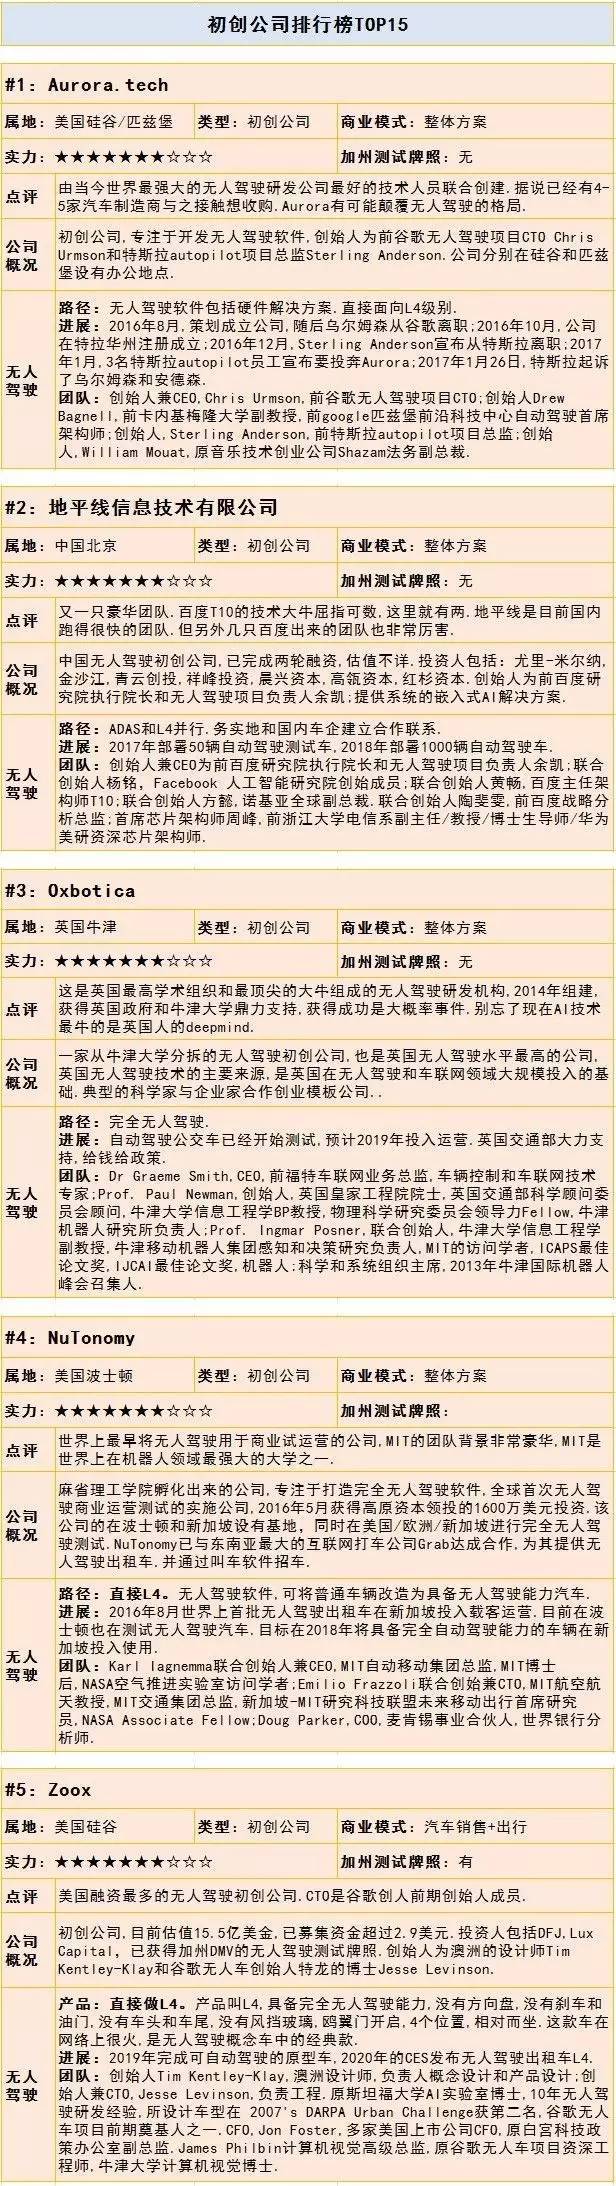 初创公司排行榜TOP15
#1: Aurora.tech
属地: 美国硅谷/匹兹堡 类型: 初创公司 商业模式: 整体方案
实力: ★★★★★★★☆☆☆ 加州测试牌照: 无
点评 由当今世界最强大的无人驾驶研发公司最好的技术人员联合创建.据说已经有4-
5家汽车制造商与之接触想收购.Aurora有可能颠覆无人驾驶的格局.
公司概况 初创公司,专注于开发无人驾驶软件,创始人为前谷歌无人驾驶项目CTO Chris
Urmson和特斯拉autopilot项目总监Sterling Anderson.公司分别在硅谷和匹兹
堡设有办公地点.
无人驾驶 路径: 无人驾驶软件包括硬件解决方案.直接面向L4级别.
进展: 2016年8月,策划成立公司,随后乌尔姆森从谷歌离职;2016年10月,公司
在特拉华州注册成立;2016年12月,Sterling Anderson宣布从特斯拉离职;2017
年1月,3名特斯拉autopilot员工宣布要投奔Aurora;2017年1月26日,特斯拉起诉
了乌尔姆森和安德森.
团队: 创始人兼CEO,Chris Urmson,前谷歌无人驾驶项目CTO;创始人Drew
Bagnell,前卡内基梅隆大学副教授,前google匹兹堡前沿科技中心自动驾驶首席
架构师;创始人,Sterling Anderson,前特斯拉autopilot项目总监;创始
人,William Mouat,原音乐技术创业公司Shazam法务副总裁.
#2: 地平线信息技术有限公司
属地: 中国北京 类型: 初创公司 商业模式: 整体方案
实力: ★★★★★★★☆☆☆ 加州测试牌照: 无
点评 又一只豪华团队.百度T10的技术大牛屈指可数,这里就有两.地平线是目前国内
跑得很快的团队.但另外几只百度出来的团队也非常厉害.
公司概况 中国无人驾驶初创公司,已完成两轮融资,估值不详.投资人包括: 尤里-米尔纳,
金沙江,青云创投,祥峰投资,晨兴资本,高瓴资本,红杉资本.创始人为前百度研
究院执行院长和无人驾驶项目负责人余凯;提供系统的嵌入式AI解决方案.
无人驾驶 路径: ADAS和L4并行.务实地和国内车企建立合作联系.
进展: 2017年部署50辆自动驾驶测试车,2018年部署1000辆自动驾驶车.
团队: 创始人兼CEO为前百度研究院执行院长和无人驾驶项目负责人余凯;联合
创始人杨铭, Facebook 人工智能研究院创始成员;联合创始人黄畅,百度主任架
构师T10;联合创始人方懿,诺基亚全球副总裁.联合创始人陶斐雯,前百度战略分
析总监;首席芯片架构师周峰,前浙江大学电信系副主任/教授/博士生导师/华为
美研资深芯片架构师.
#3: Oxbotica
属地: 英国牛津 类型: 初创公司 商业模式: 整体方案
实力: ★★★★★★★☆☆☆ 加州测试牌照: 无
点评 这是英国最高学术组织和最顶尖的大牛组成的无人驾驶研发机构,2014年组建,
获得英国政府和牛津大学鼎力支持,获得成功是大概率事件.别忘了现在AI技术
最牛的是英国人的deepmind.
公司概况 一家从牛津大学分拆的无人驾驶初创公司,也是英国无人驾驶水平最高的公司,
英国无人驾驶技术的主要来源,是英国在无人驾驶和车联网领域大规模投入的基
础.典型的科学家与企业家合作创业模板公司..
无人驾驶 路径: 完全无人驾驶.
进展: 自动驾驶公交车已经开始测试,预计2019年投入运营.英国交通部大力支
持,给钱给政策.
团队: Dr Graeme Smith,CEO,前福特车联网业务总监,车辆控制和车联网技术
专家;Prof. Paul Newman,创始人,英国皇家工程院院士,英国交通部科学顾问委
员会顾问,牛津大学信息工程学BP教授,物理科学研究委员会领导力Fellow,牛津
机器人研究所负责人;Prof. Ingmar Posner,联合创始人,牛津大学信息工程学
副教授,牛津移动机器人集团感知和决策研究负责人,MIT的访问学者,ICAPS最佳
论文奖,IJCAI最佳论文奖,机器人:科学和系统组织主席,2013年牛津国际机器人
峰会召集人.
#4: NuTonomy
属地: 美国波士顿 类型: 初创公司 商业模式: 整体方案
实力: ★★★★★★★☆☆☆ 加州测试牌照:
点评 世界上最早将无人驾驶用于商业试运营的公司,MIT的团队背景非常豪华,MIT是
世界上在机器人领域最强大的大学之一.
公司概况 麻省理工学院孵化出来的公司,专注于打造完全无人驾驶软件,全球首次无人驾
驶商业运营测试的实施公司,2016年5月获得高原资本领投的1600万美元投资.该
公司的在波士顿和新加坡设有基地, 同时在美国/欧洲/新加坡进行完全无人驾
驶测试.NuTonomy已与东南亚最大的互联网打车公司Grab达成合作,为其提供无
人驾驶出租车.并通过叫车软件招车.
无人驾驶 路径: 直接L4。无人驾驶软件,可将普通车辆改造为具备无人驾驶能力汽车.
进展: 2016年8月世界上首批无人驾驶出租车在新加坡投入载客运营.目前在波
士顿也在测试无人驾驶汽车.目标在2018年将具备完全自动驾驶能力的车辆在新
加坡投入使用.
团队: Karl Iagnemma联合创始人兼CEO,MIT自动移动集团总监,MIT博士
后,NASA空气推进实验室访问学者;Emilio Frazzoli联合创始兼CTO,MIT航空航
天教授,MIT交通集团总监,新加坡-MIT研究科技联盟未来移动出行首席研究
员,NASA Associate Fellow;Doug Parker,COO,麦肯锡事业合伙人,世界银行分
析师.
#5: Zoox
属地: 美国硅谷 类型: 初创公司 商业模式: 汽车销售+出行
实力: ★★★★★★★☆☆☆ 加州测试牌照: 有
点评 美国融资最多的无人驾驶初创公司.CTO是谷歌创人前期创始人成员.
公司概况 初创公司,目前估值15.5亿美金,已募集资金超过2.9美元.投资人包括DFJ,Lux
Capital, 已获得加州DMV的无人驾驶测试牌照.创始人为澳洲的设计师Tim
Kentley-Klay和谷歌无人车创始人特龙的博士Jesse Levinson.
无人驾驶 产品: 直接做L4。产品叫L4,具备完全无人驾驶能力,没有方向盘,没有刹车和
油门,没有车头和车尾,没有风挡玻璃,鸥翼门开启,4个位置,相对而坐.这款车在
网络上很火,是无人驾驶概念车中的经典款.
进展: 2019年完成可自动驾驶的原型车,2020年的CES发布无人驾驶出租车L4.
团队: 创始人Tim Kentley-Klay,澳洲设计师,负责人概念设计和产品设计;创
始人兼CTO,Jesse Levinson,负责工程.原斯坦福大学AI实验室博士,10年无人驾
驶研发经验,所设计车型在 2007's DARPA Urban Challenge获第二名,谷歌无人
车项目前期奠基人之一.CFO,Jon Foster,多家美国上市公司CFO,原白宫科技政
策办公室副总监.James Philbin计算机视觉高级总监,原谷歌无人车项目资深工
程师,牛津大学计算机视觉博士.